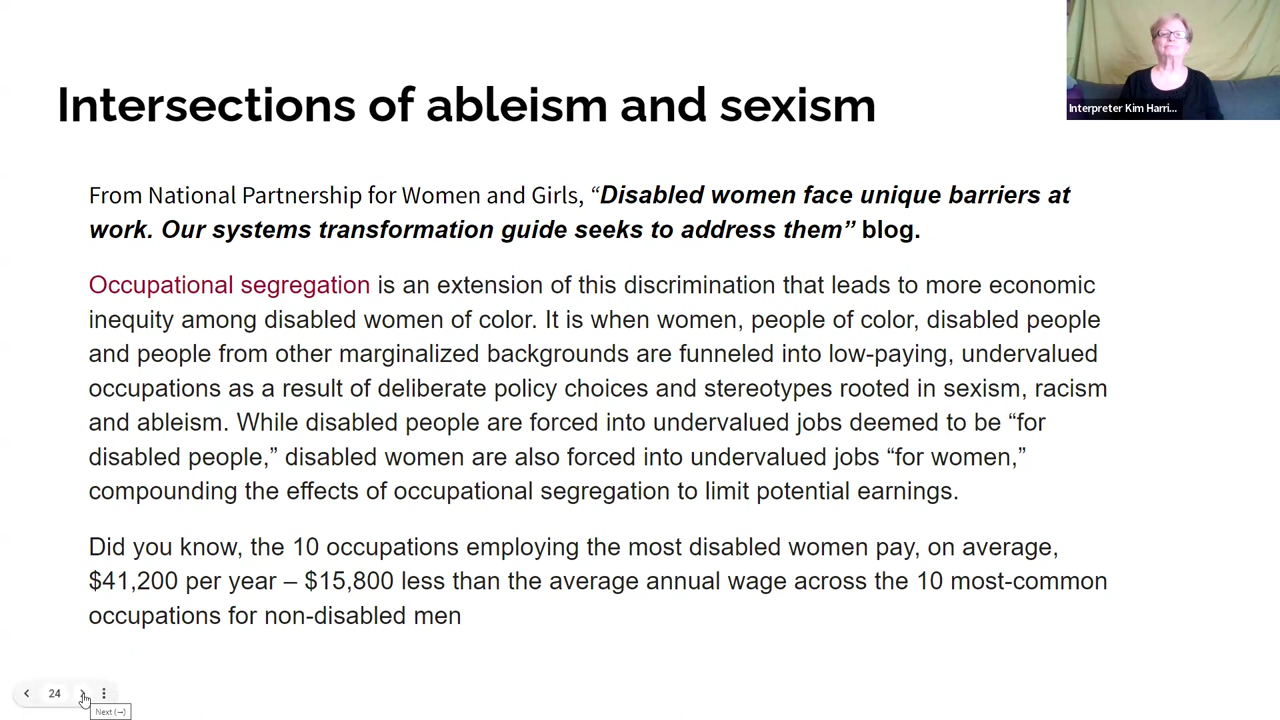 Intersections of ableism and sexism
Interpreter Kim Harri...
From National Partnership for Women and Girls, “Disabled women face unique barriers at
work. Our systems transformation guide seeks to address them” blog.
Occupational segregation is an extension of this discrimination that leads to more economic
inequity among disabled women of color. It is when women, people of color, disabled people
and people from other marginalized backgrounds are funneled into low-paying, undervalued
occupations as a result of deliberate policy choices and stereotypes rooted in sexism, racism
and ableism. While disabled people are forced into undervalued jobs deemed to be “for
disabled people,” disabled women are also forced into undervalued jobs “for women,”
compounding the effects of occupational segregation to limit potential earnings.
Did you know, the 10 occupations employing the most disabled women pay, on average,
$41,200 per year – $15,800 less than the average annual wage across the 10 most-common
occupations for non-disabled men
24
Next (→)